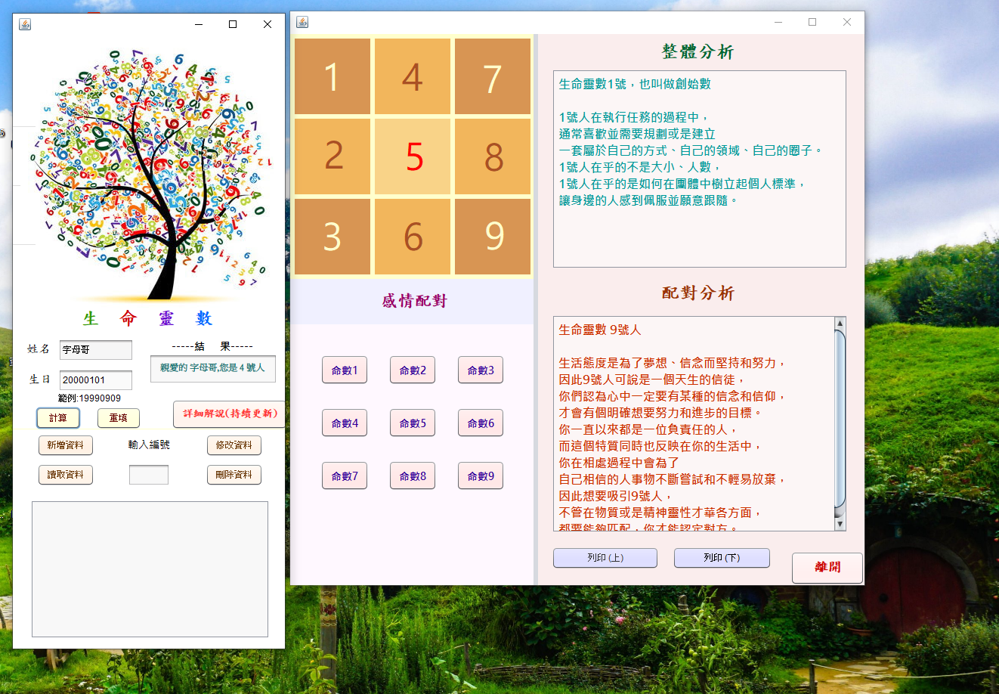 生 命 靈 數
姓名
字母哥
-----結 果-----
親愛的 字母哥,您是 4 號人
生日
20000101
範例:19990909
計算
重填
詳細解說(持續更新)
新增資料
輸入編號
修改資料
讀取資料
刪除資料
1 4 7
2 5 8
3 6 9
感情配對
命數1 命數2 命數3
命數4 命數5 命數6
命數7 命數8 命數9
整體分析
生命靈數1號，也叫做創始數
1號人在執行任務的過程中，
通常喜歡並需要規劃或是建立
一套屬於自己的方式、自己的領域、自己的圈子。
1號人在乎的不是大小、人數，
1號人在乎的是如何在團體中樹立起個人標準，
讓身邊的人感到佩服並願意跟隨。
配對分析
生命靈數 9號人
生活態度是為了夢想、信念而堅持和努力，
因此9號人可說是一個天生的信徒，
你們認為心中一定要有某種的信念和信仰，
才會有個明確想要努力和進步的目標。
你一直以來都是一位負責任的人，
而這個特質同時也反映在你的生活中，
你在相處過程中會為了
自己相信的人事物不斷嘗試和不輕易放棄，
因此想要吸引9號人，
不管在物質或是精神靈性才華各方面，
都要能夠匹配，你才能認定對方。
列印 (上)
列印 (下)
離開